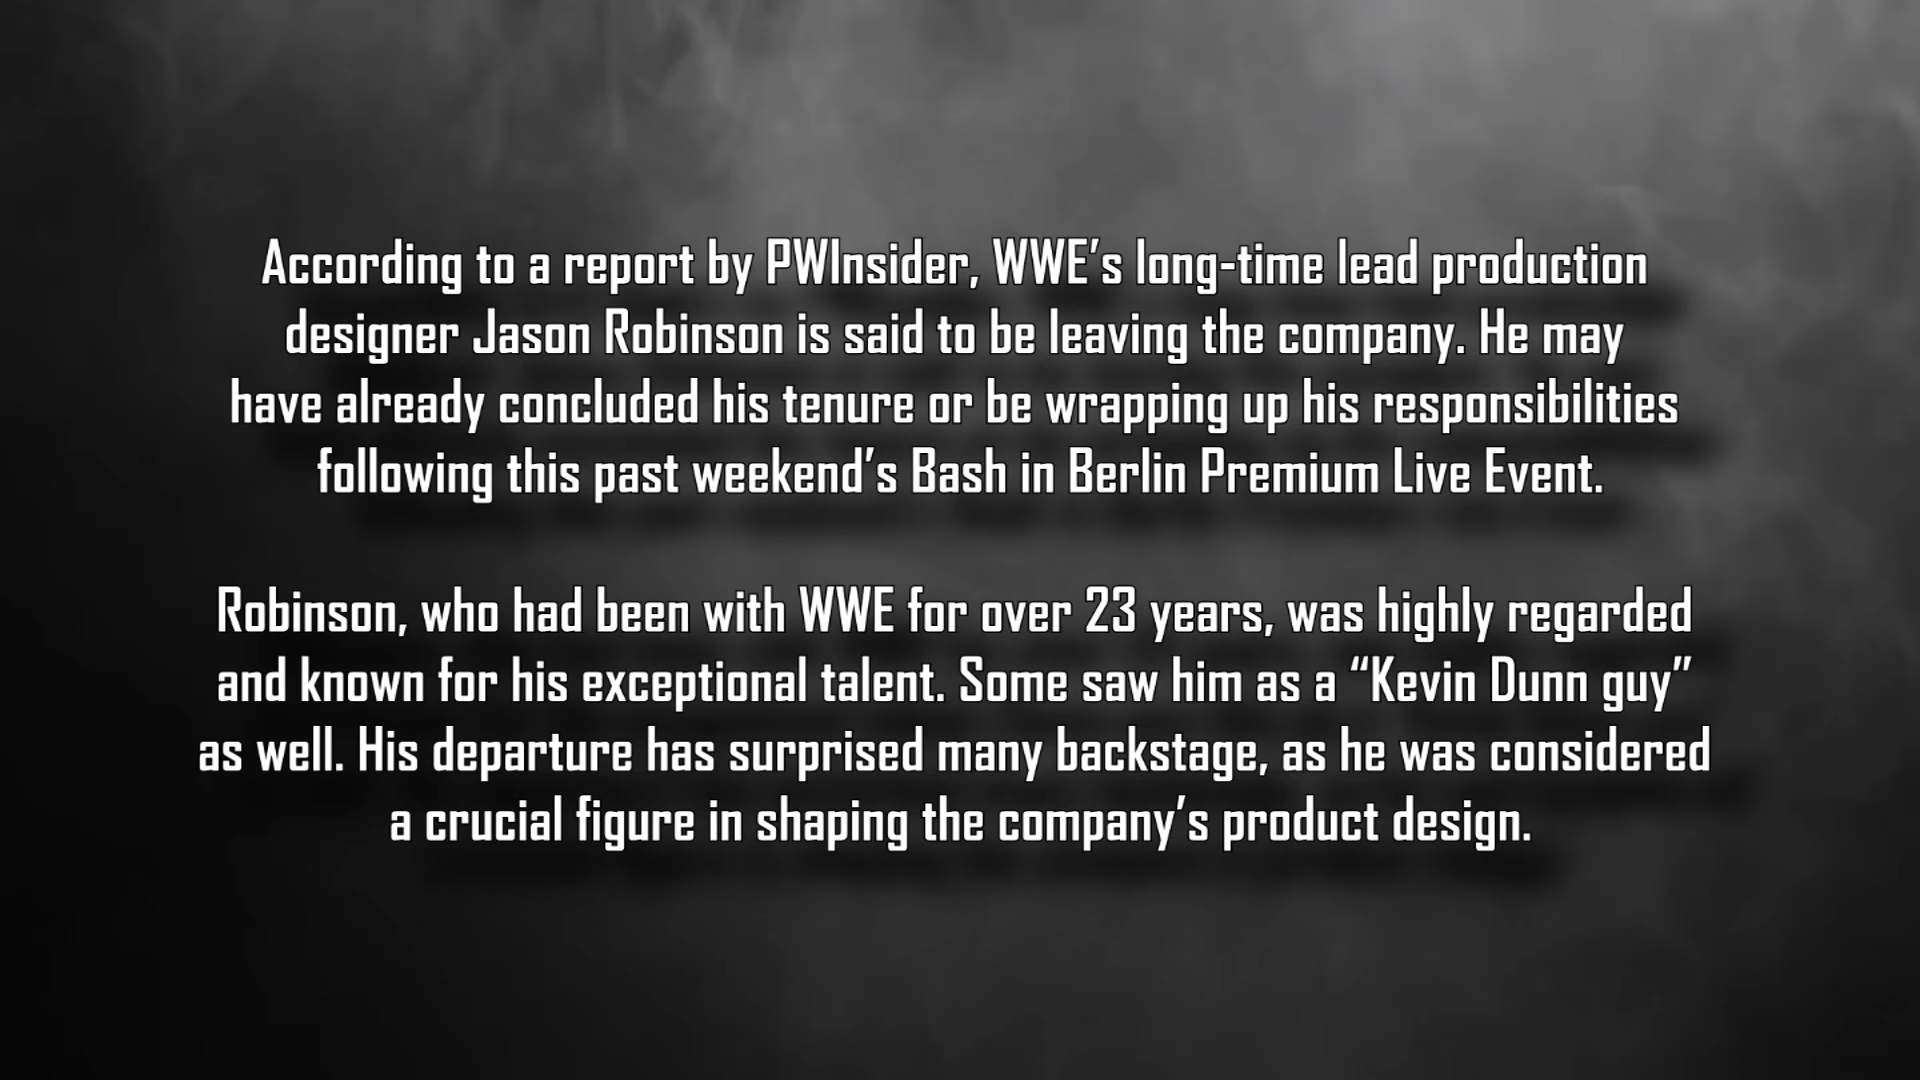 According to a report by PWInsider, WWE’s long-time lead production
designer Jason Robinson is said to be leaving the company. He may
have already concluded his tenure or be wrapping up his responsibilities
following this past weekend’s Bash in Berlin Premium Live Event.
Robinson, who had been with WWE for over 23 years, was highly regarded
and known for his exceptional talent. Some saw him as a “Kevin Dunn guy”
as well. His departure has surprised many backstage, as he was considered
a crucial figure in shaping the company’s product design.